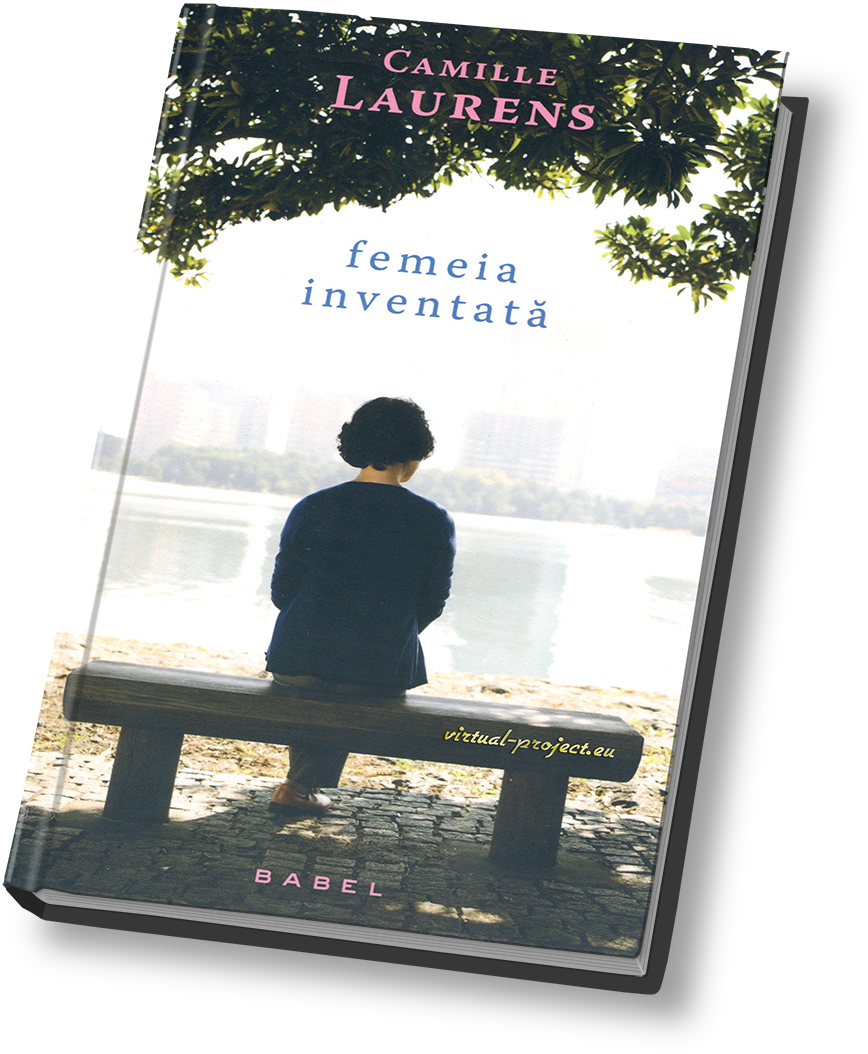 CAMILLE
LAURENS
femeia
inventată
virtual-project.eu
BABEL